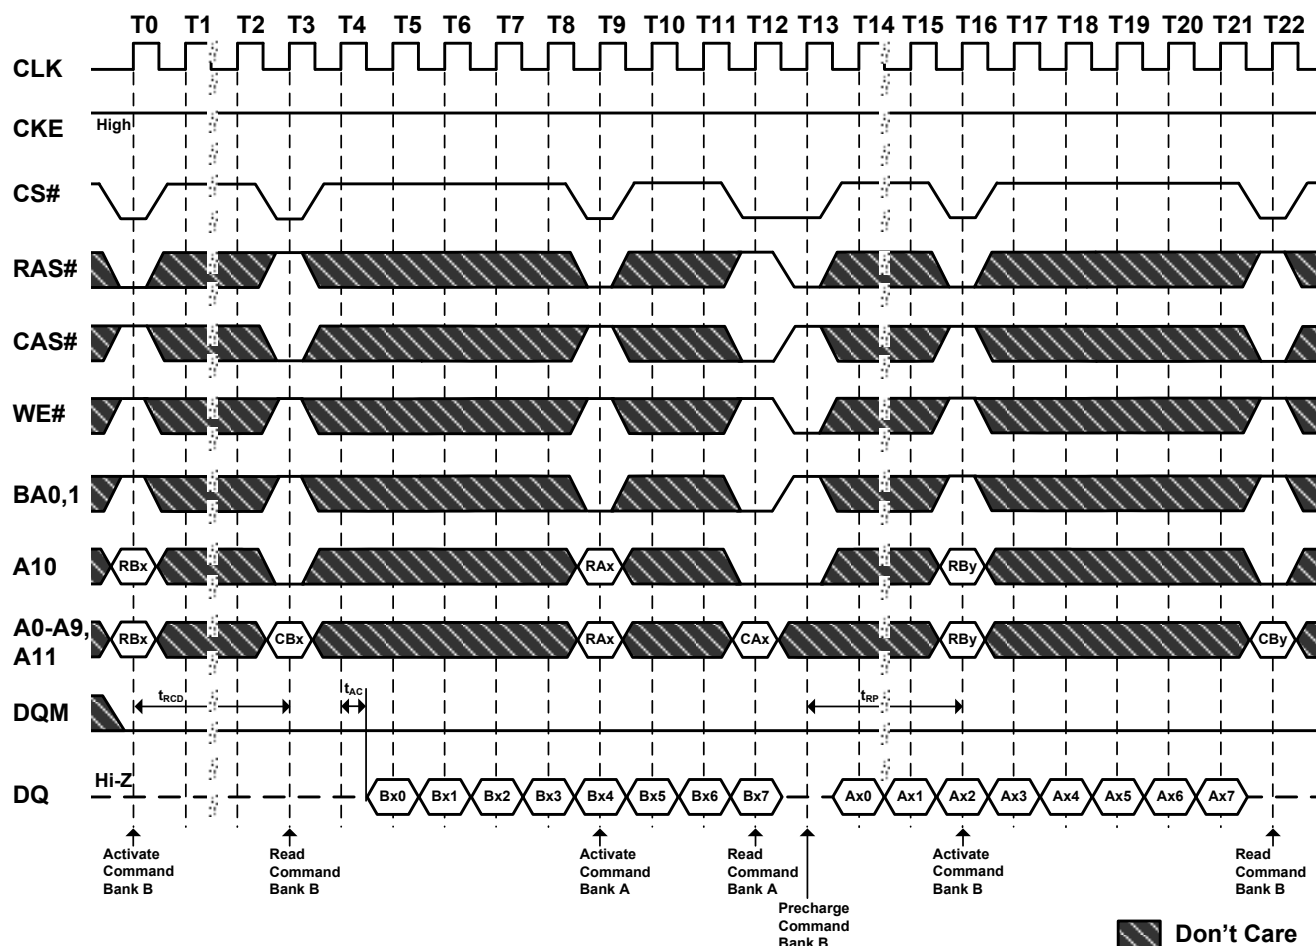 T0 T1 T2 T3 T4 T5 T6 T7 T8 T9 T10 T11 T12 T13 T14 T15 T16 T17 T18 T19 T20 T21 T22
CLK
CKE High
CS#
RAS#
CAS#
WE#
BA0,1
A10 RBx RAx RBy
A0-A9, A11 RBx CBx RAx CAx RBy CBy
DQM tRCD tAC tRP
DQ Hi-Z Bx0 Bx1 Bx2 Bx3 Bx4 Bx5 Bx6 Bx7 Ax0 Ax1 Ax2 Ax3 Ax4 Ax5 Ax6 Ax7
Activate Command Bank B
Read Command Bank B
Activate Command Bank A
Read Command Bank A
Precharge Command Bank B
Activate Command Bank B
Read Command Bank B
Don't Care